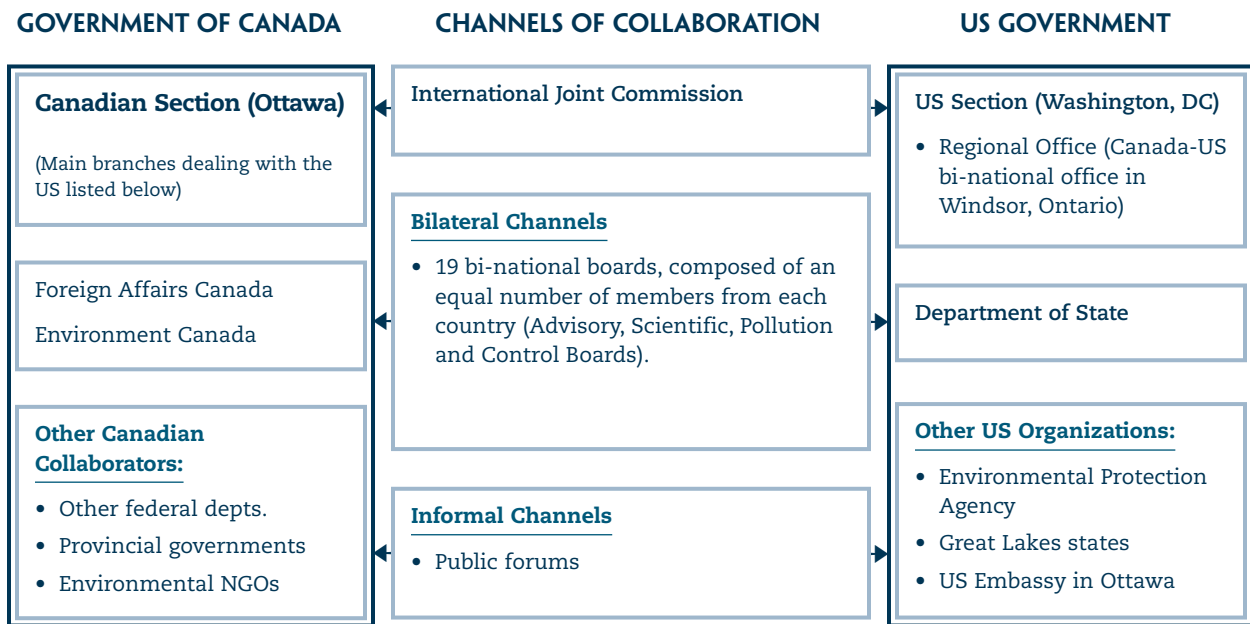 GOVERNMENT OF CANADA
CHANNELS OF COLLABORATION
US GOVERNMENT
Canadian Section (Ottawa)
(Main branches dealing with the
US listed below)
Foreign Affairs Canada
Environment Canada
Other Canadian
Collaborators:
• Other federal depts.
• Provincial governments
• Environmental NGOs
International Joint Commission
Bilateral Channels
• 19 bi-national boards, composed of an
equal number of members from each
country (Advisory, Scientific, Pollution
and Control Boards).
Informal Channels
• Public forums
US Section (Washington, DC)
• Regional Office (Canada-US
bi-national office in
Windsor, Ontario)
Department of State
Other US Organizations:
• Environmental Protection
Agency
• Great Lakes states
• US Embassy in Ottawa